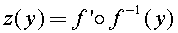 z(y) = f'∘ f⁻¹(y)